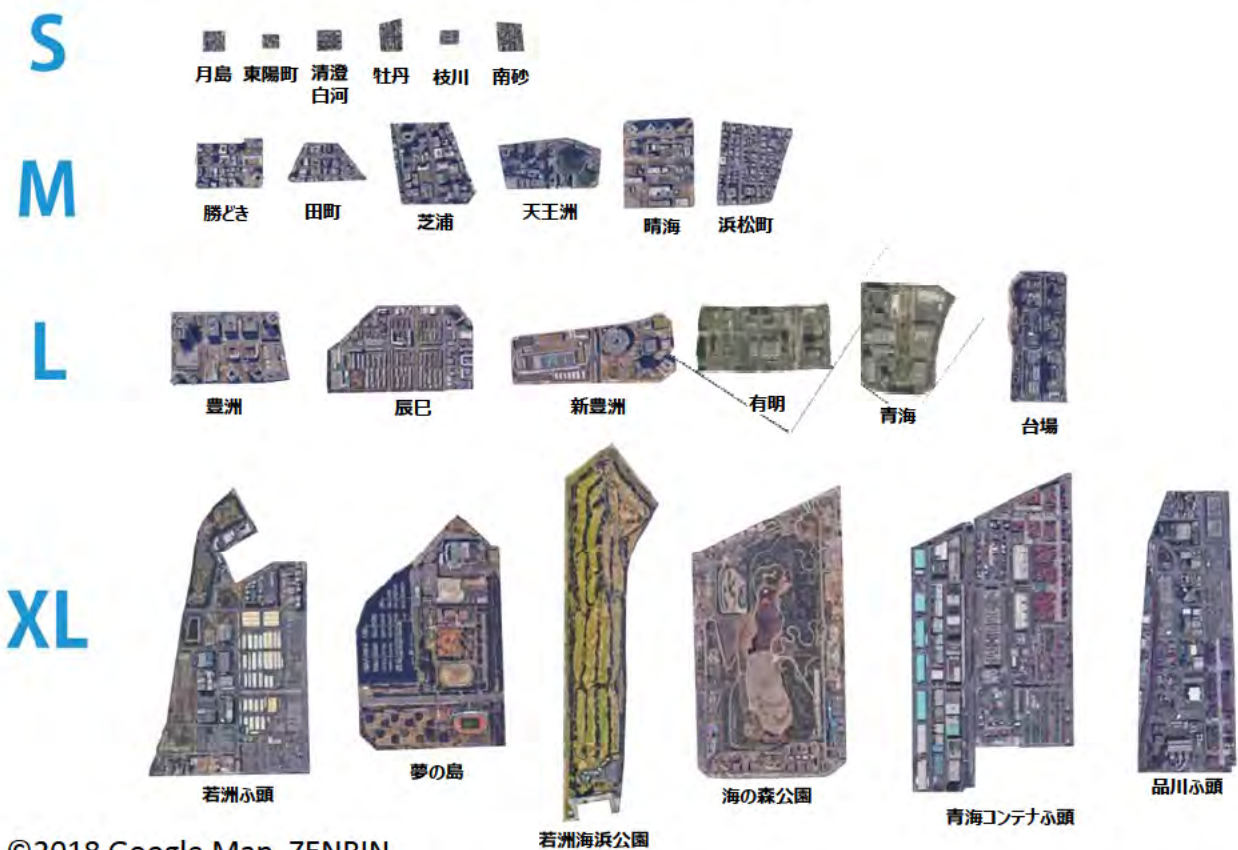 S
月島 東陽町 清澄 牡丹 枝川 南砂
白河
M
勝どき 田町 芝浦 天王洲 晴海 浜松町
L
豊洲 辰巳 新豊洲 有明 青海 台場
XL
若洲ふ頭 夢の島 若洲海浜公園 海の森公園 青海コンテナふ頭 品川ふ頭
©2018 Google Map, ZENRIN